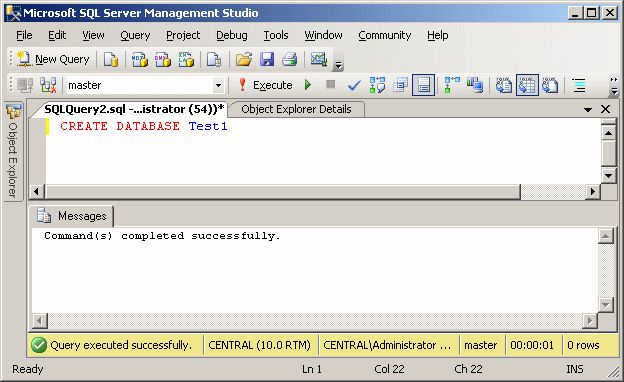 Microsoft SQL Server Management Studio
File Edit View Query Project Debug Tools Window Community Help
New Query
master Execute
SQLQuery2.sql -...istrator (54))* Object Explorer Details
Object Explorer
CREATE DATABASE Test1
Messages
Command(s) completed successfully.
Query executed successfully. CENTRAL (10.0 RTM) CENTRAL\Administrator ... master 00:00:01 0 rows
Ready Ln 1 Col 22 Ch 22 INS